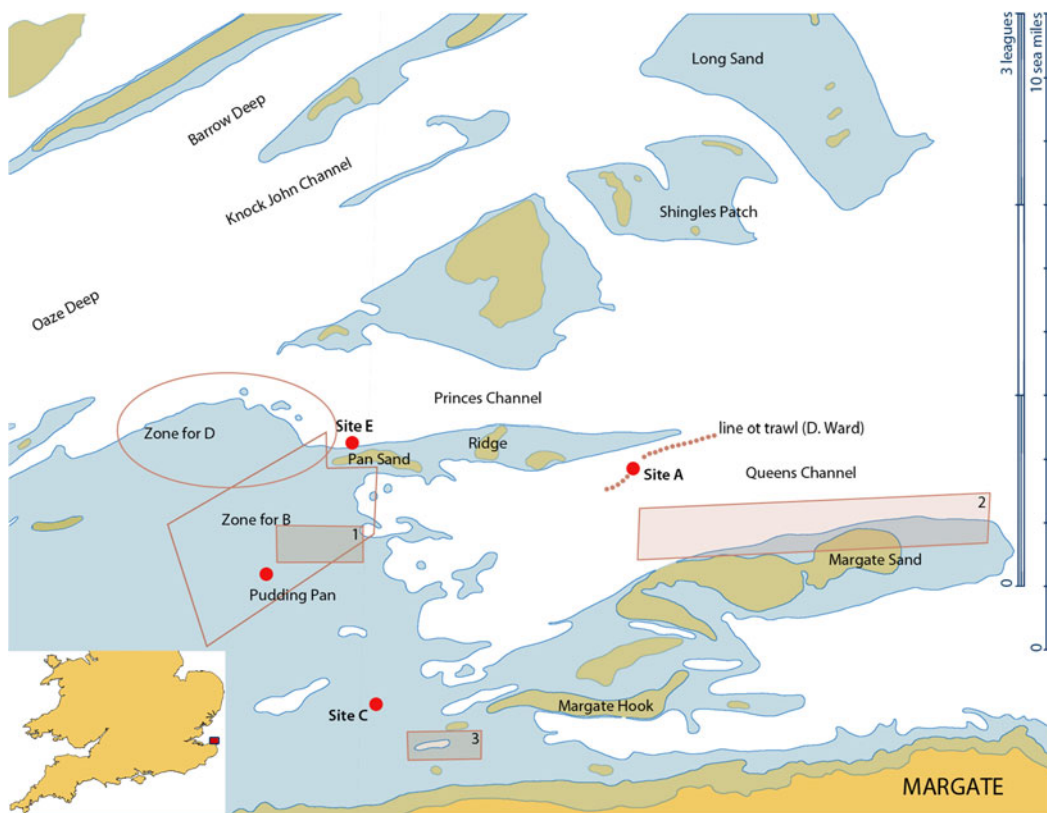 Long Sand
3 leagues
10 sea miles
Barrow Deep
Knock John Channel
Shingles Patch
Oaze Deep
Princes Channel
Zone for D
Site E
Ridge
line ot trawl (D. Ward)
Pan Sand
Site A
Queens Channel
Zone for B
1
2
Margate Sand
Pudding Pan
0
0
Site C
Margate Hook
3
MARGATE